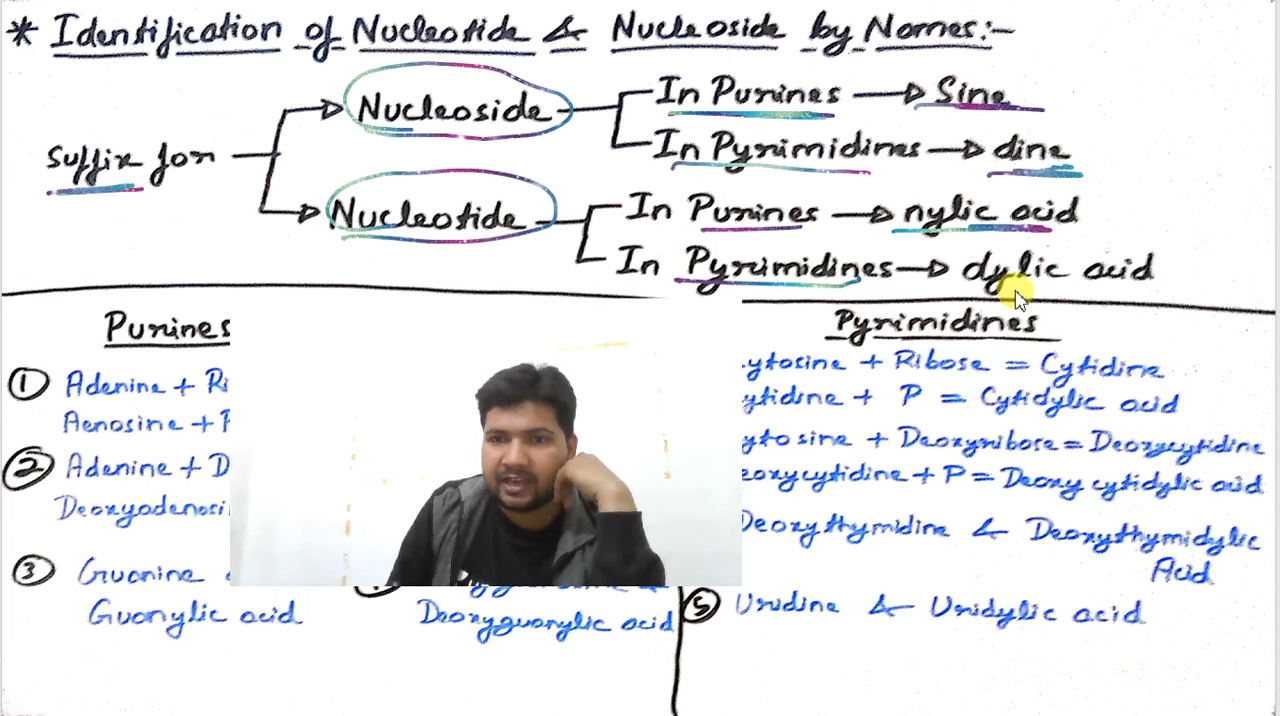 * Identification of Nucleotide & Nucleoside by Names:-
Suffix for
Nucleoside
In Purines → Sine
In Pyrimidines → dine
Nucleotide
In Purines → nylic acid
In Pyrimidines → dylic acid
Purines
① Adenine + Ri
Aenosine + P
② Adenine + D
Deoxyadenosi
③ Guanine
Guanylic acid
Deoxyguanylic acid
Pyrimidines
ytosine + Ribose = Cytidine
ytidine + P = Cytidylic acid
ytosine + Deoxyribose = Deoxycytidine
eoxycytidine + P = Deoxycytidylic acid
Deoxythymidine & Deoxythymidylic
Acid
⑤ Uridine & Uridylic acid